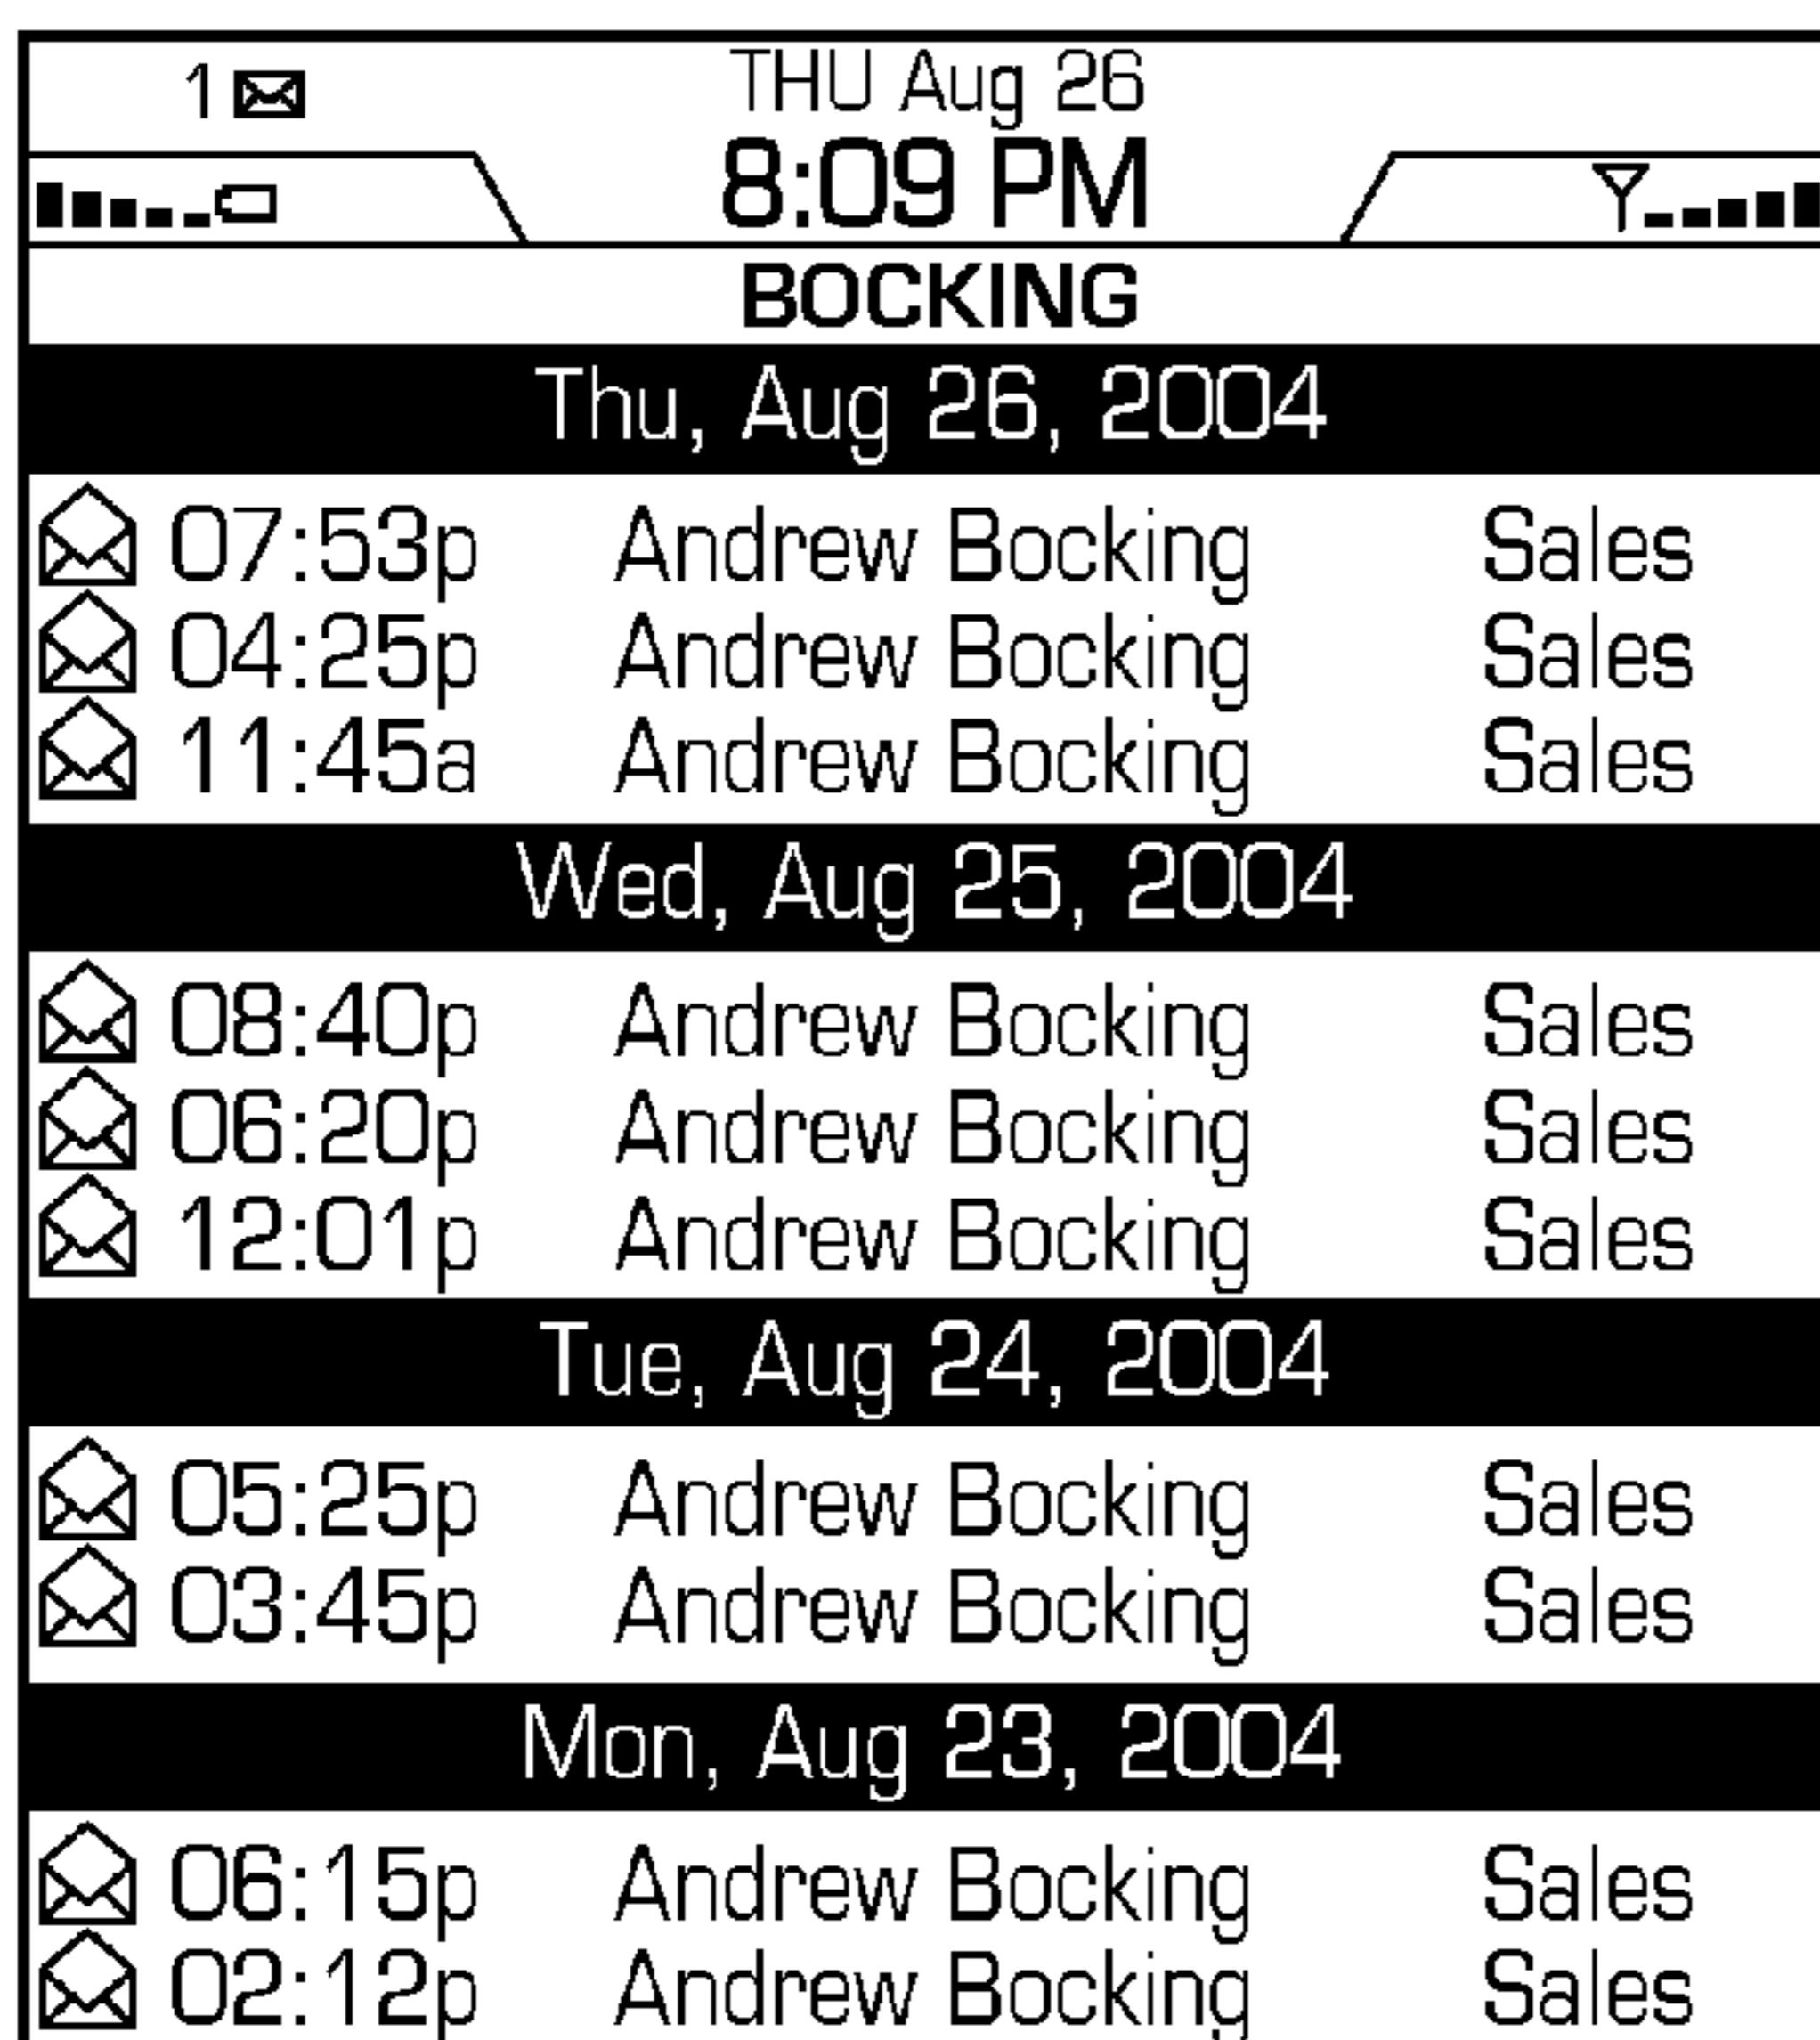 1
THU Aug 26
8:09 PM
BOCKING
Thu, Aug 26, 2004
07:53p Andrew Bocking Sales
04:25p Andrew Bocking Sales
11:45a Andrew Bocking Sales
Wed, Aug 25, 2004
08:40p Andrew Bocking Sales
06:20p Andrew Bocking Sales
12:01p Andrew Bocking Sales
Tue, Aug 24, 2004
05:25p Andrew Bocking Sales
03:45p Andrew Bocking Sales
Mon, Aug 23, 2004
06:15p Andrew Bocking Sales
02:12p Andrew Bocking Sales